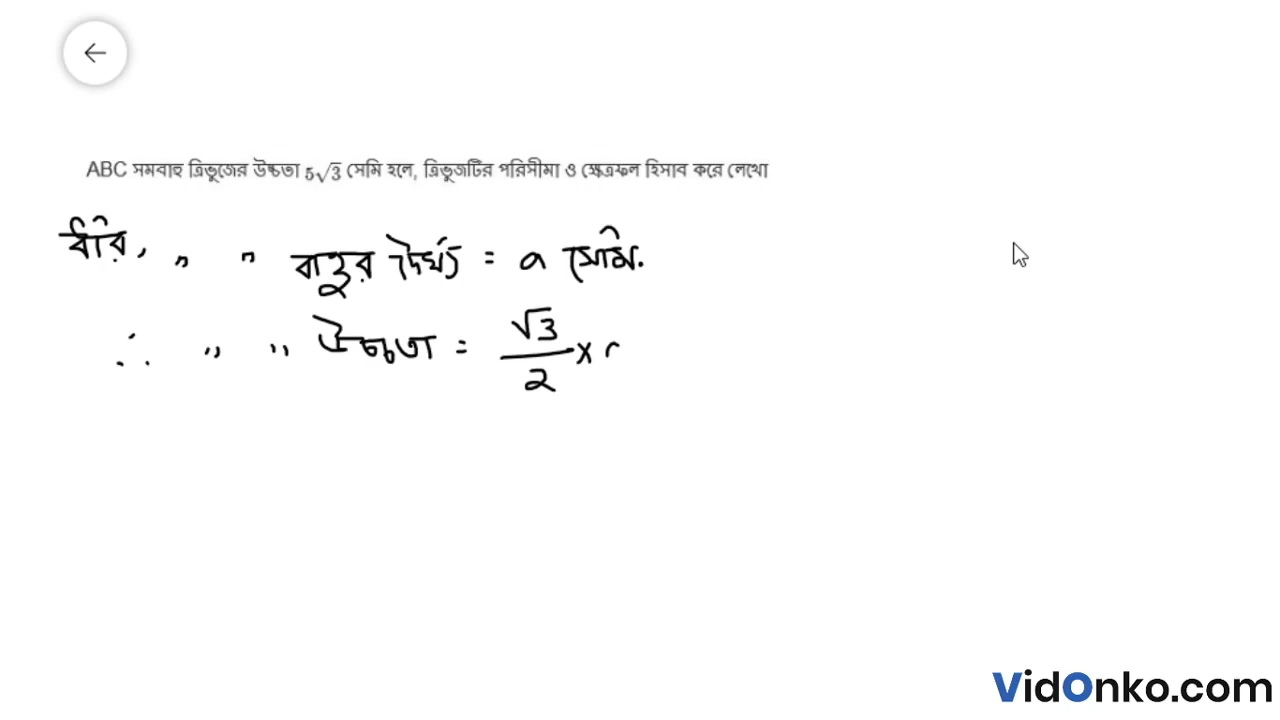 ABC সমবাহু ত্রিভুজের উচ্চতা 5√3 সেমি হলে, ত্রিভুজটির পরিসীমা ও ক্ষেত্রফল হিসাব করে লেখো
ধরি, " " বাহুর দৈর্ঘ্য = a সেমি.
∴ " " উচ্চতা = √3/2 ×
VidOnko.com